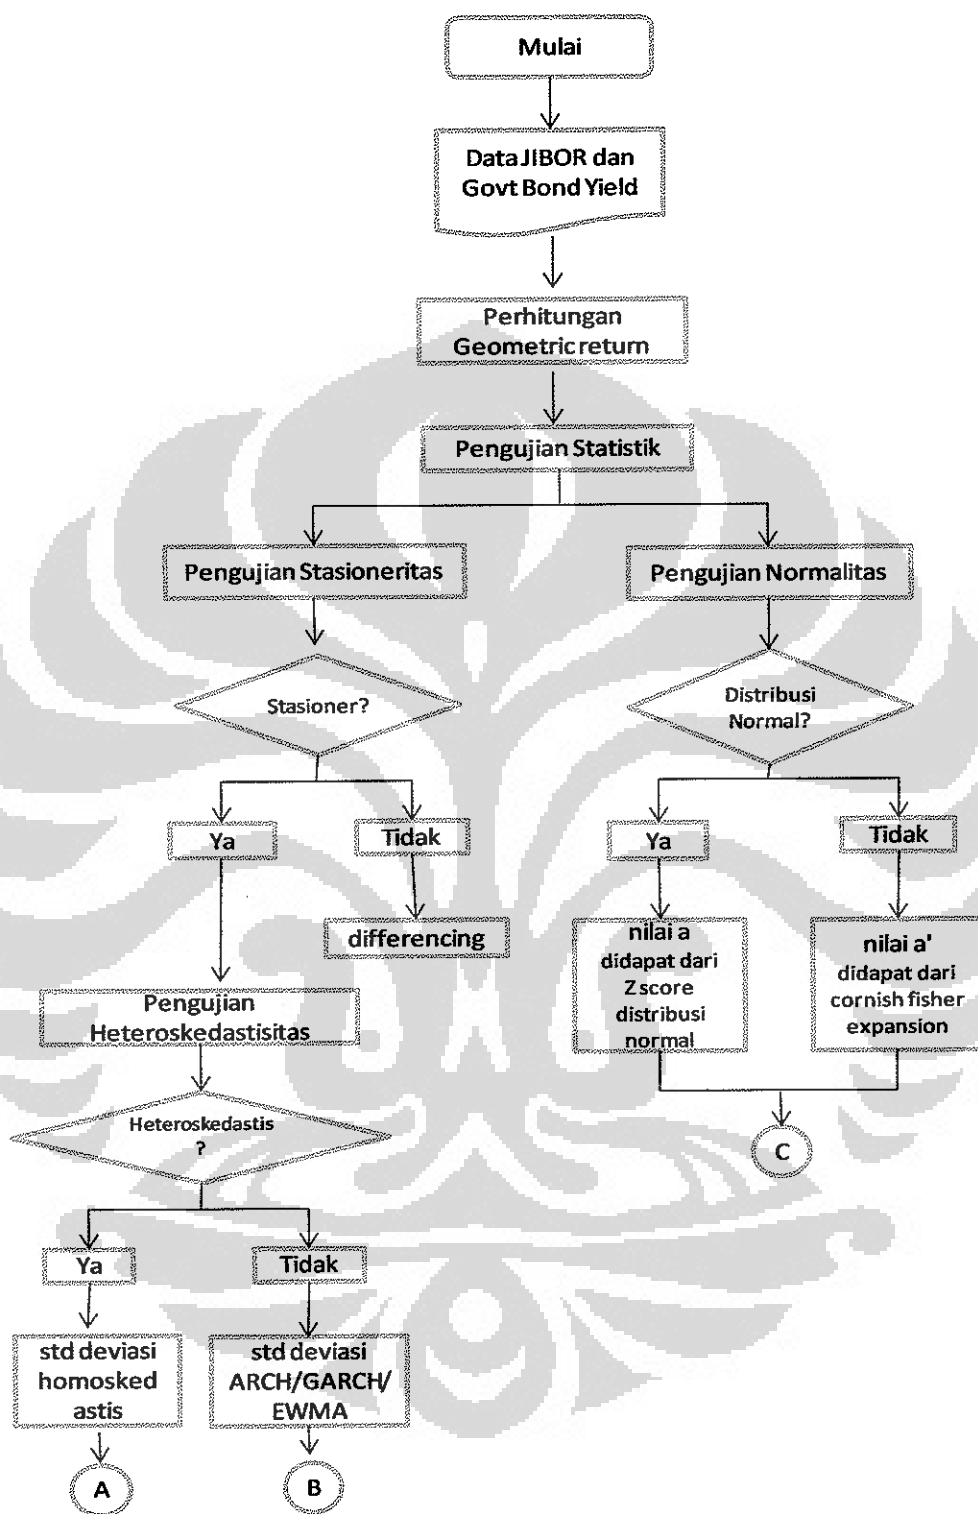 Mulai
Data JIBOR dan
Govt Bond Yield
Perhitungan
Geometric return
Pengujian Statistik
Pengujian Stasioneritas
Pengujian Normalitas
Stasioner?
Distribusi
Normal?
Ya
Tidak
Ya
Tidak
differencing
nilai a
didapat dari
Z score
distribusi
normal
nilai a'
didapat dari
cornish fisher
expansion
Pengujian
Heteroskedastisitas
Heteroskedastis
?
C
Ya
Tidak
std deviasi
homosked
astis
std deviasi
ARCH/GARCH/
EWMA
A
B